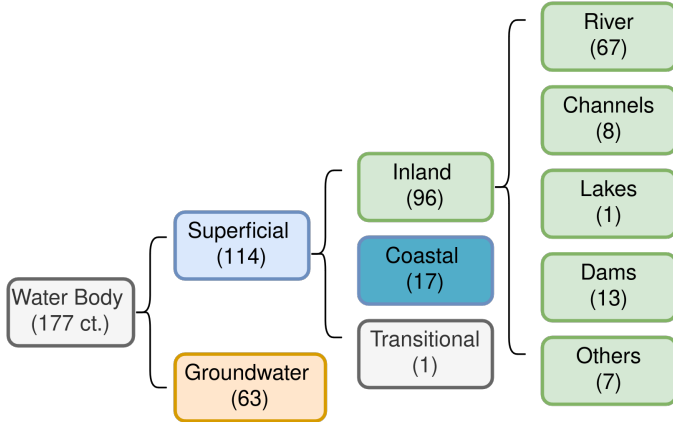 Water Body
(177 ct.)
Superficial
(114)
Groundwater
(63)
Inland
(96)
Coastal
(17)
Transitional
(1)
River
(67)
Channels
(8)
Lakes
(1)
Dams
(13)
Others
(7)